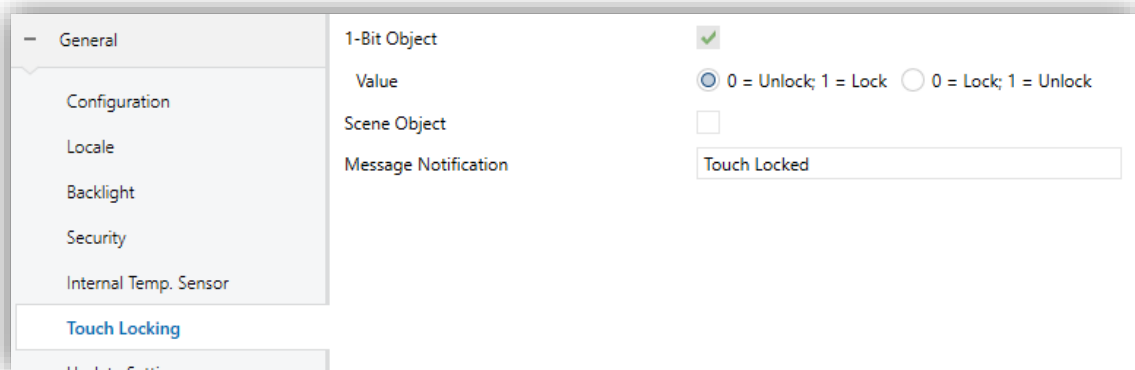 General
Configuration
Locale
Backlight
Security
Internal Temp. Sensor
Touch Locking
1-Bit Object
Value
0 = Unlock; 1 = Lock
0 = Lock; 1 = Unlock
Scene Object
Message Notification
Touch Locked